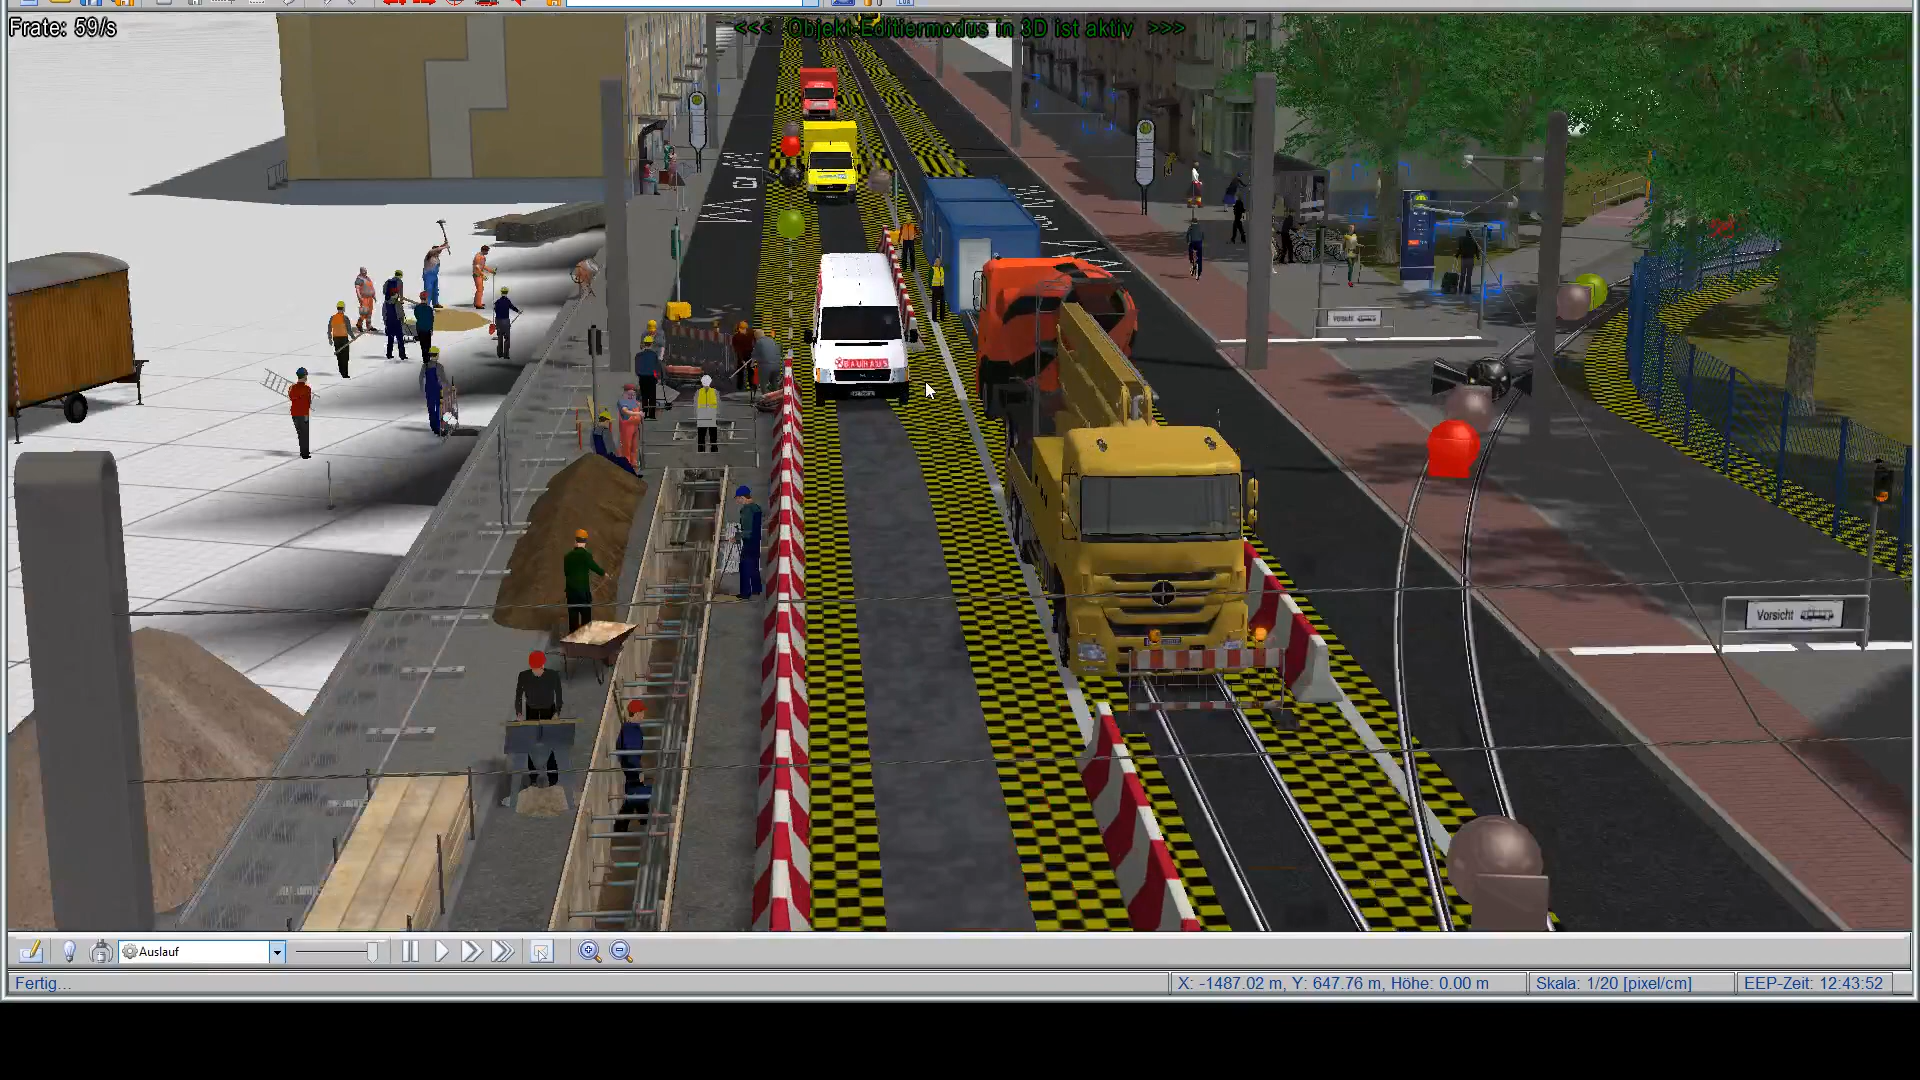 Frate: 59/s
<<< Objekt-Editiermodus in 3D ist aktiv >>>
Vorsicht
BAUHAUS
Vorsicht
Auslauf
Fertig...
X: -1487.02 m, Y: 647.76 m, Höhe: 0.00 m
Skala: 1/20 [pixel/cm]
EEP-Zeit: 12:43:52